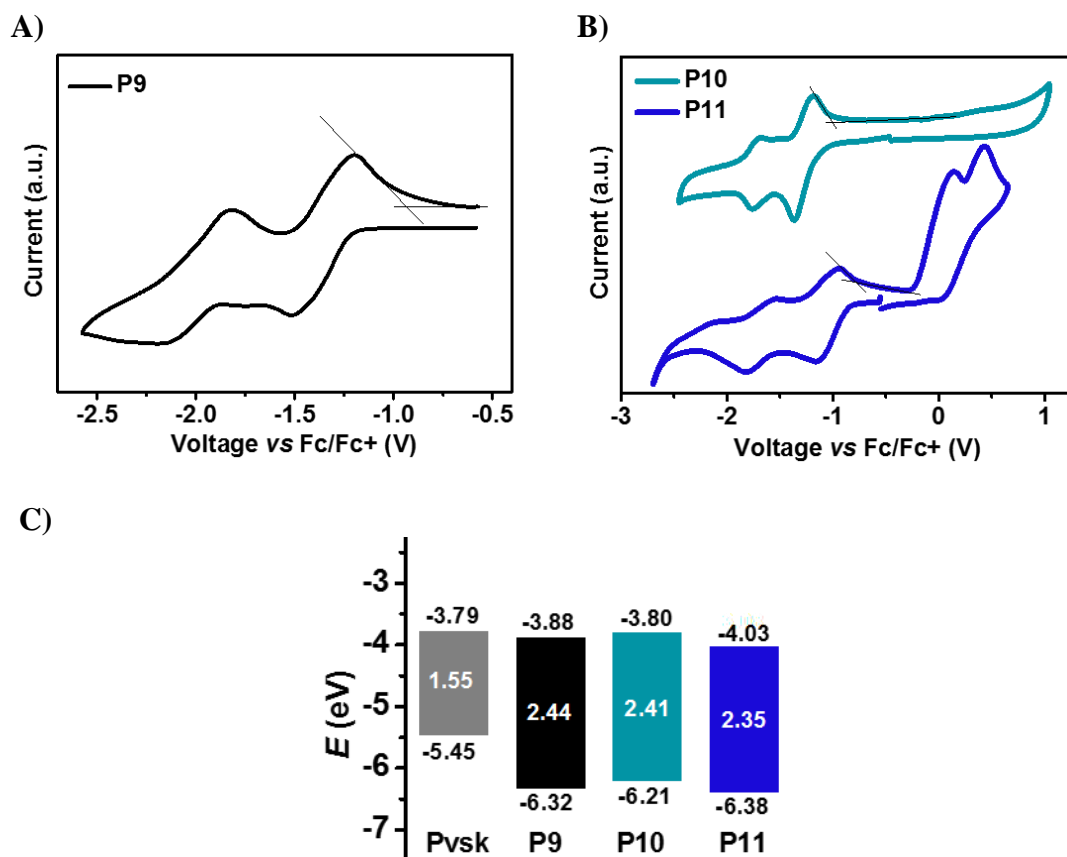 A)
P9
Current (a.u.)
-2.5 -2.0 -1.5 -1.0 -0.5
Voltage vs Fc/Fc+ (V)
B)
P10
P11
Current (a.u.)
-3 -2 -1 0 1
Voltage vs Fc/Fc+ (V)
C)
E (eV)
-3
-4
-5
-6
-7
-3.79 -3.88 -3.80 -4.03
1.55 2.44 2.41 2.35
-5.45 -6.32 -6.21 -6.38
Pvsk P9 P10 P11